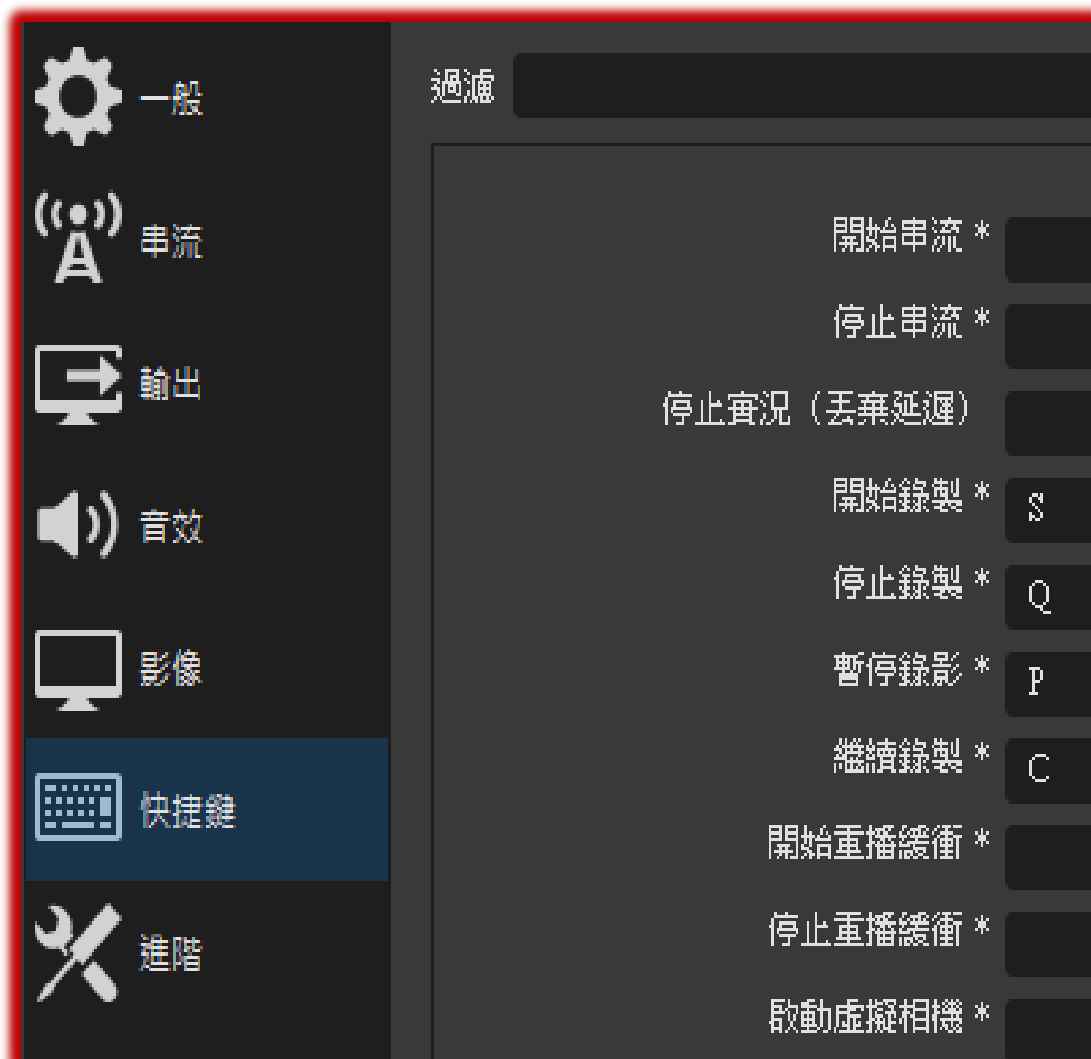 一般
串流
輸出
音效
影像
快捷鍵
進階
過濾
開始串流 *
停止串流 *
停止實況（丟棄延遲）
開始錄製 * S
停止錄製 * Q
暫停錄影 * P
繼續錄製 * C
開始重播緩衝 *
停止重播緩衝 *
啟動虛擬相機 *